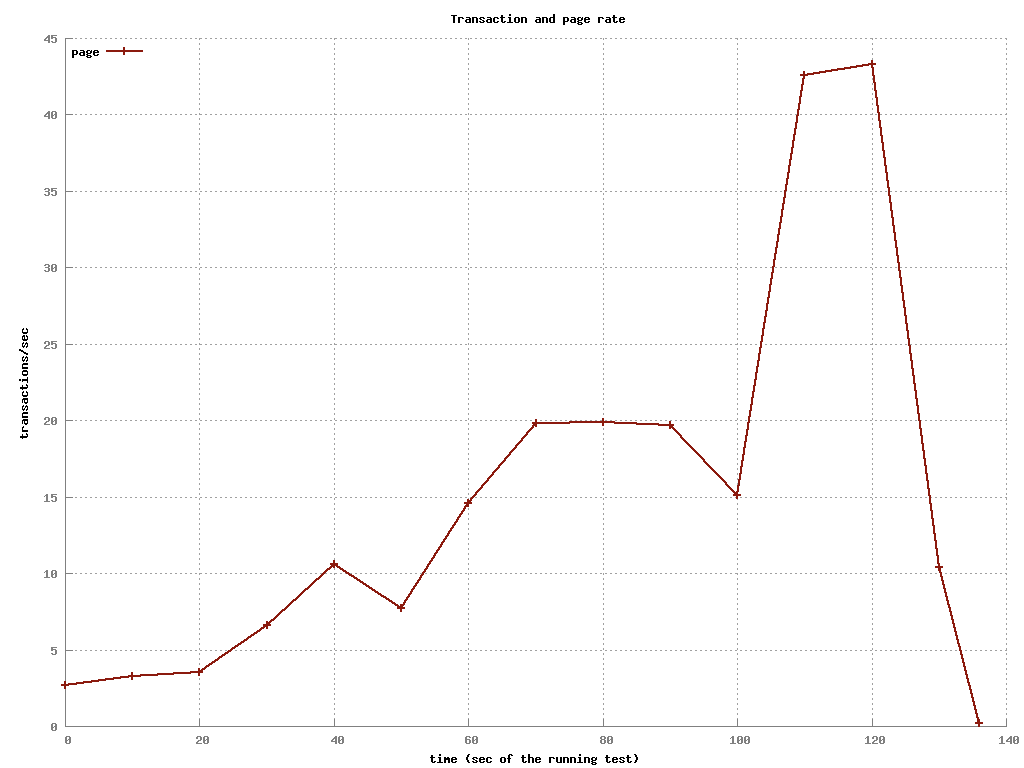 Transaction and page rate
page
45
40
35
30
25
20
15
10
5
0
transactions/sec
0 20 40 60 80 100 120 140
time (sec of the running test)